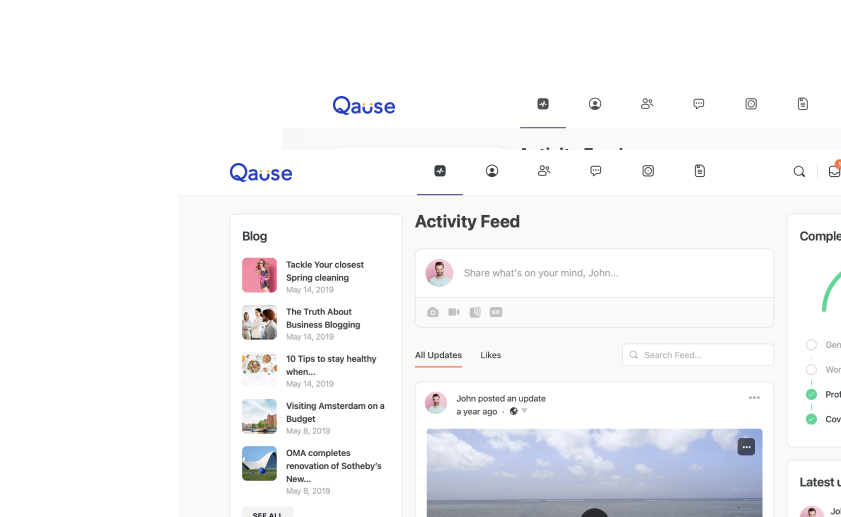 Qause
Qause
Activity Feed
Blog
Tackle Your closest
Spring cleaning
May 14, 2019
The Truth About
Business Blogging
May 14, 2019
10 Tips to stay healthy
when...
May 14, 2019
Visiting Amsterdam on a
Budget
May 8, 2019
OMA completes
renovation of Sotheby's
New...
May 8, 2019
SEE ALL
Share what's on your mind, John...
GIF
All Updates
Likes
Search Feed...
John posted an update
a year ago
Comple
Gen
Wor
Prof
Cov
Latest u